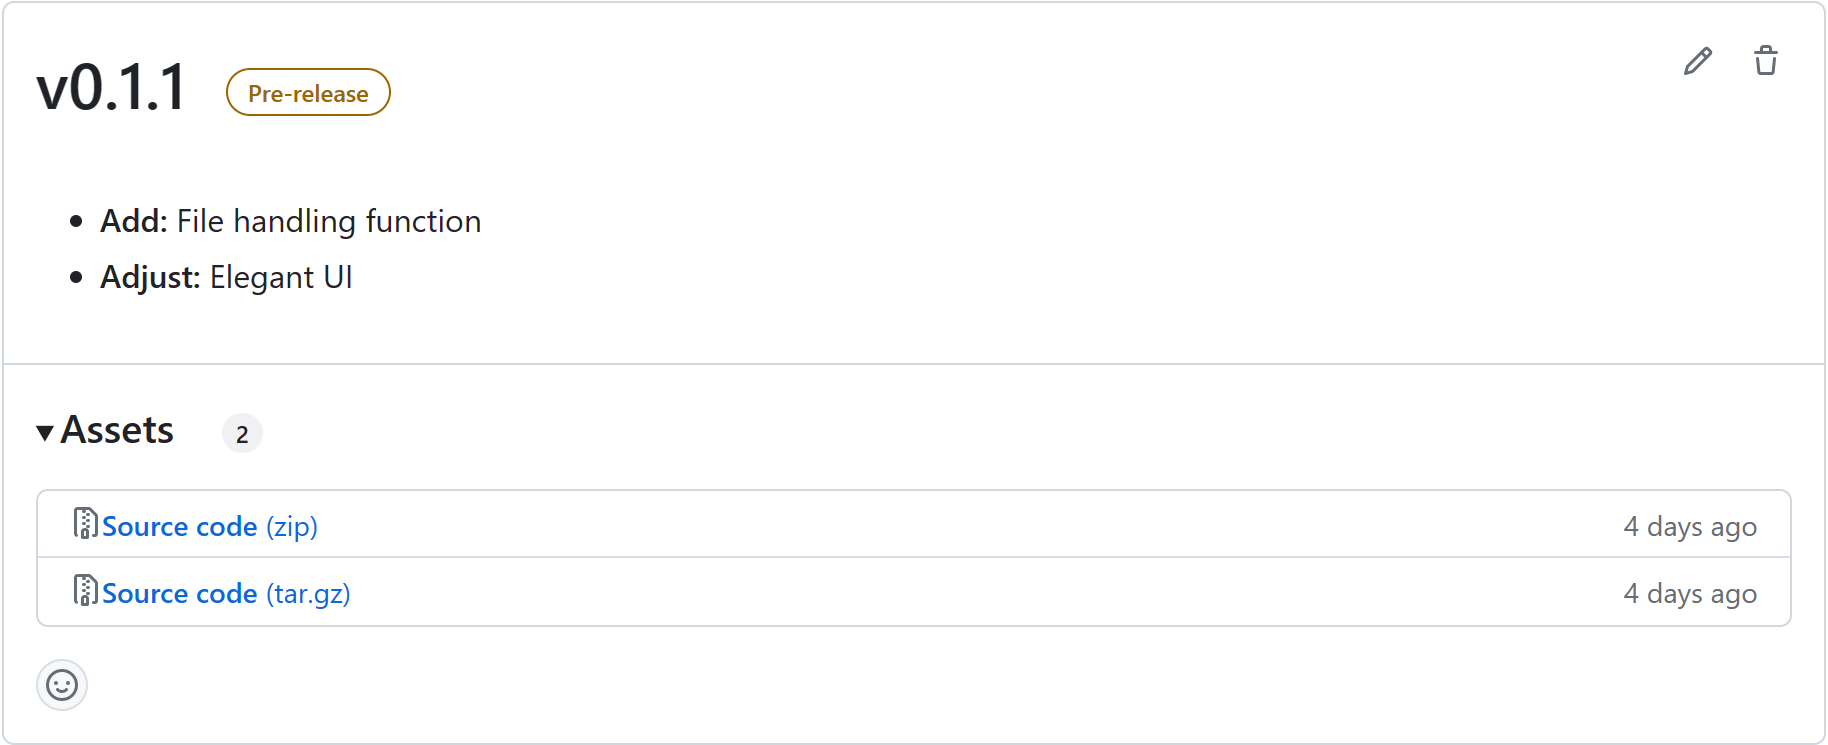 v0.1.1 Pre-release
Add: File handling function
Adjust: Elegant UI
Assets 2
Source code (zip) 4 days ago
Source code (tar.gz) 4 days ago